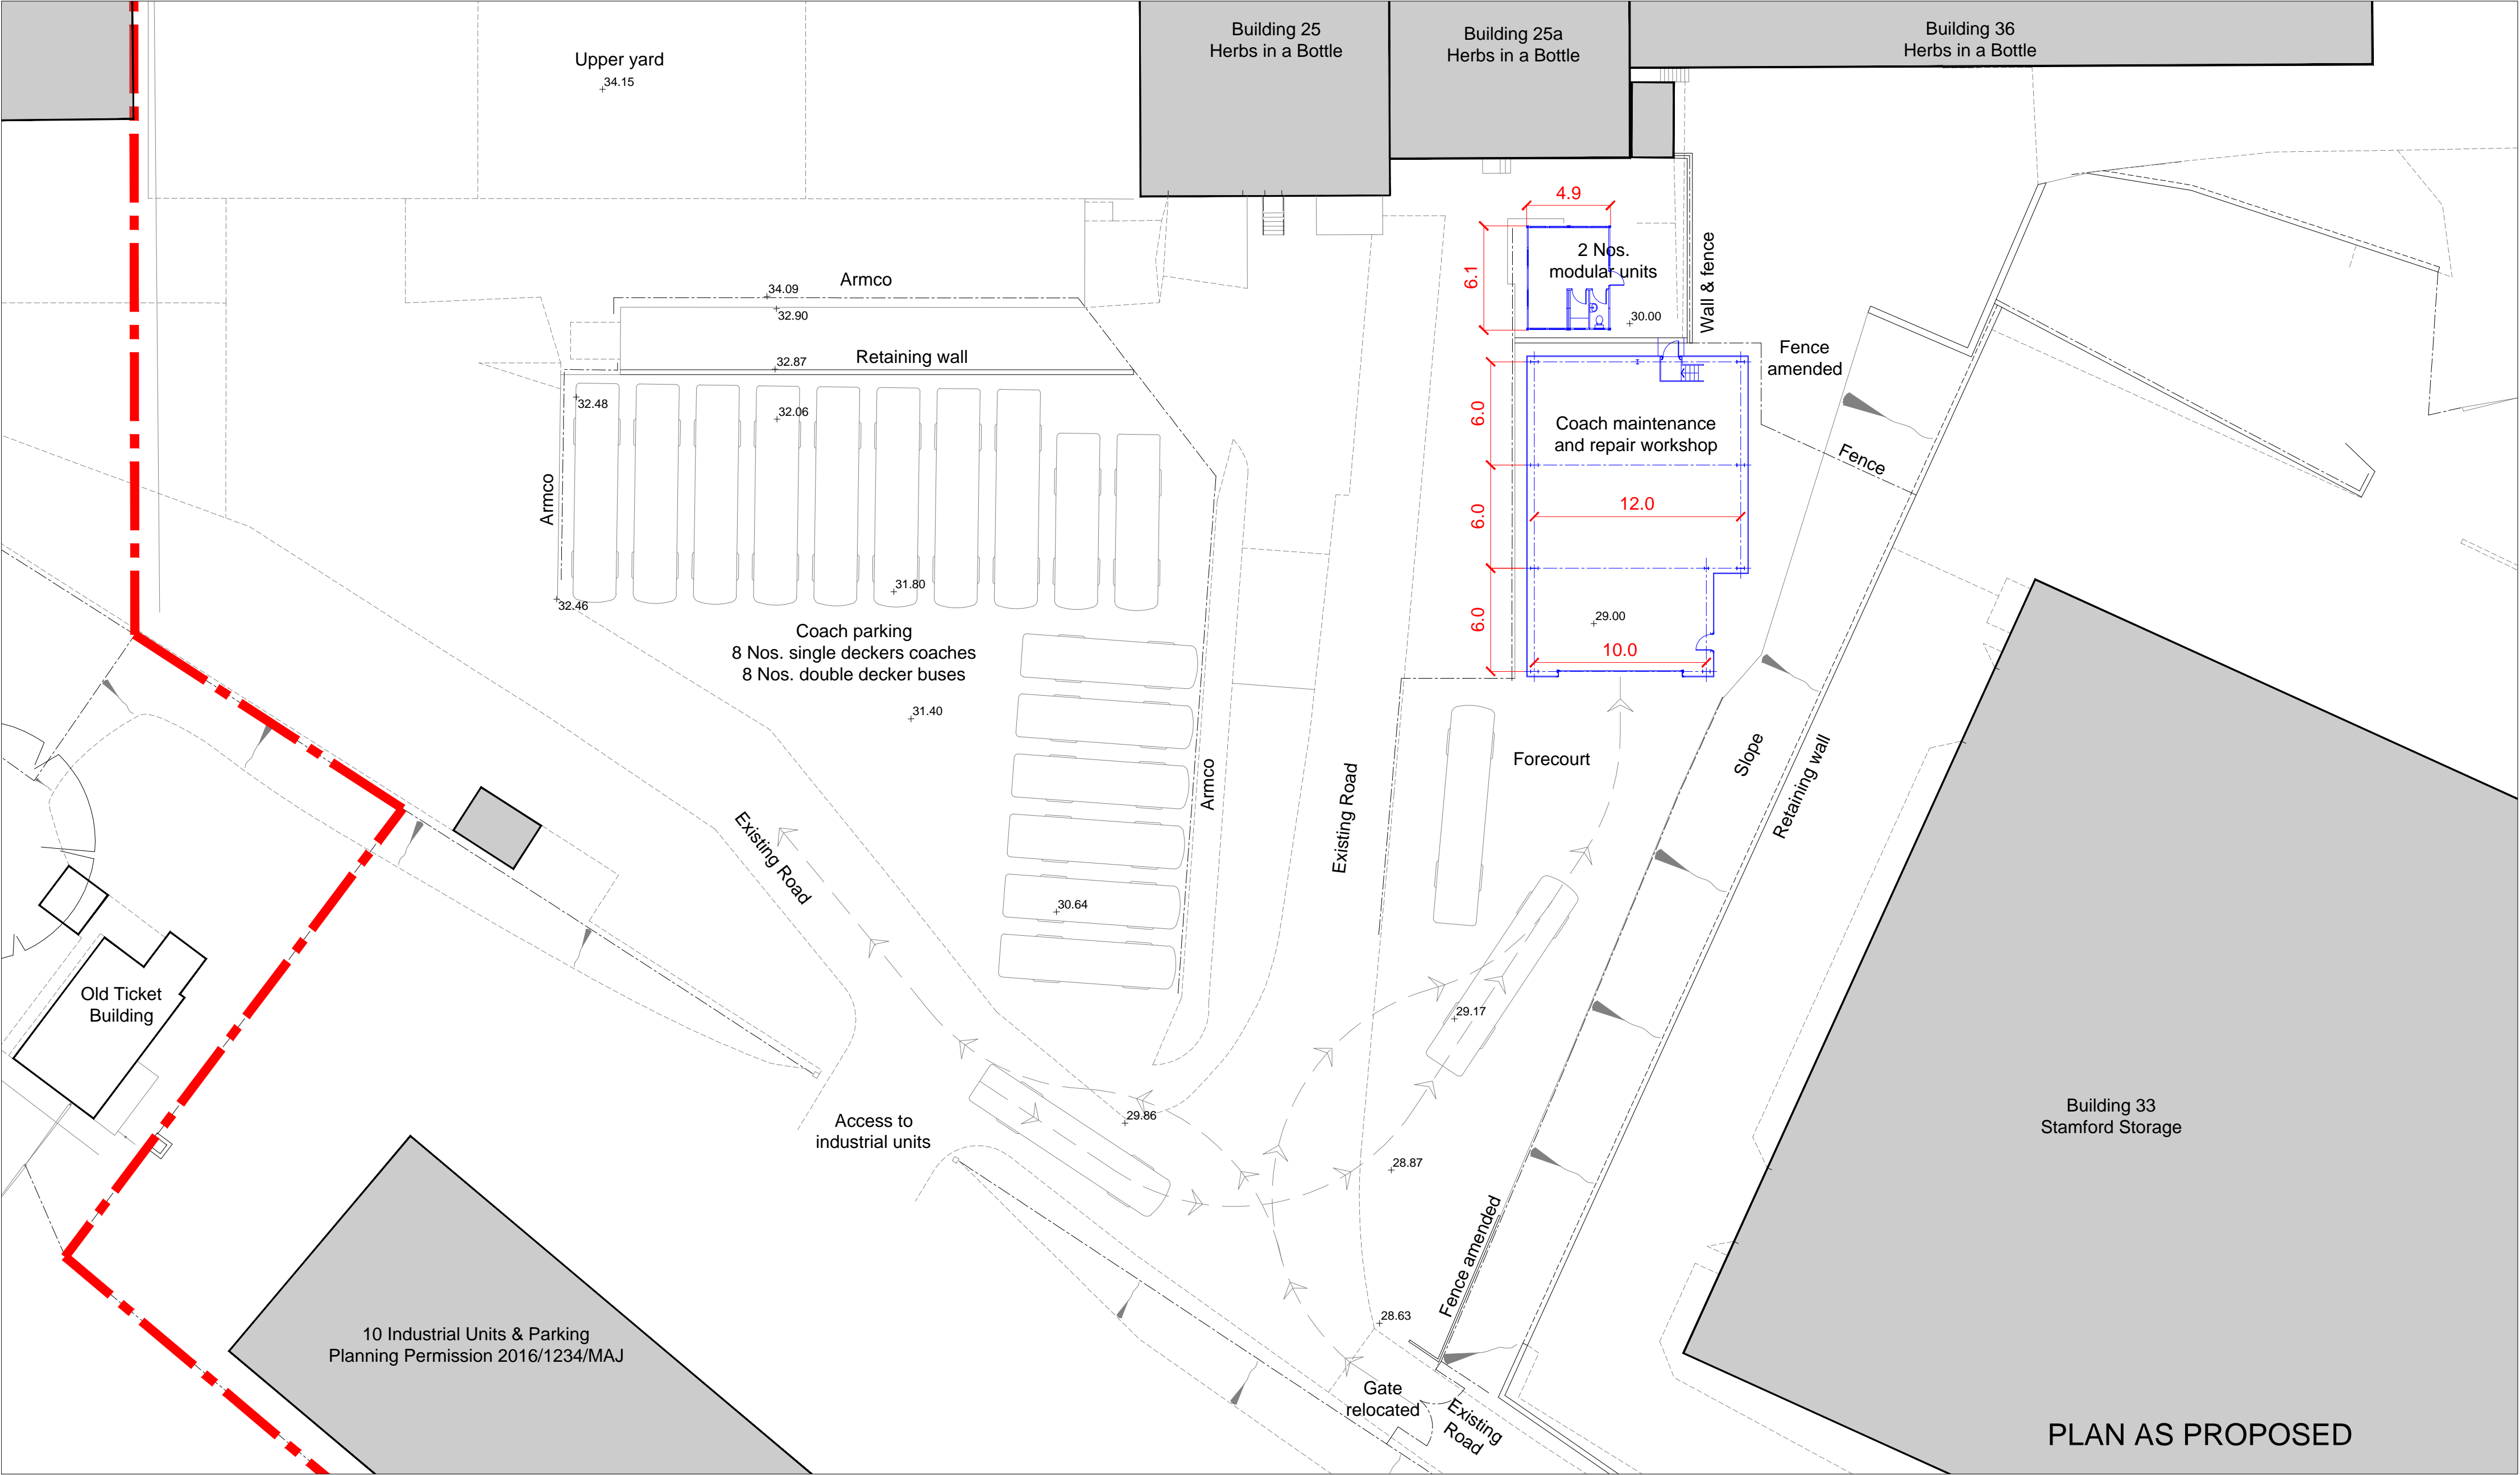 Building 25
Herbs in a Bottle
Building 25a
Herbs in a Bottle
Building 36
Herbs in a Bottle
Upper yard
34.15
4.9
6.1
2 Nos.
modular units
30.00
Wall & fence
Armco
34.09
32.90
32.87
Retaining wall
Fence
amended
32.48
32.06
6.0
Coach maintenance
and repair workshop
Fence
Armco
6.0
12.0
31.80
32.46
6.0
29.00
10.0
Coach parking
8 Nos. single deckers coaches
8 Nos. double decker buses
31.40
Armco
Existing Road
Existing Road
Forecourt
Slope
Retaining wall
30.64
Old Ticket
Building
29.17
Access to
industrial units
29.86
28.87
Building 33
Stamford Storage
Fence amended
28.63
10 Industrial Units & Parking
Planning Permission 2016/1234/MAJ
Gate
relocated
Existing
Road
PLAN AS PROPOSED